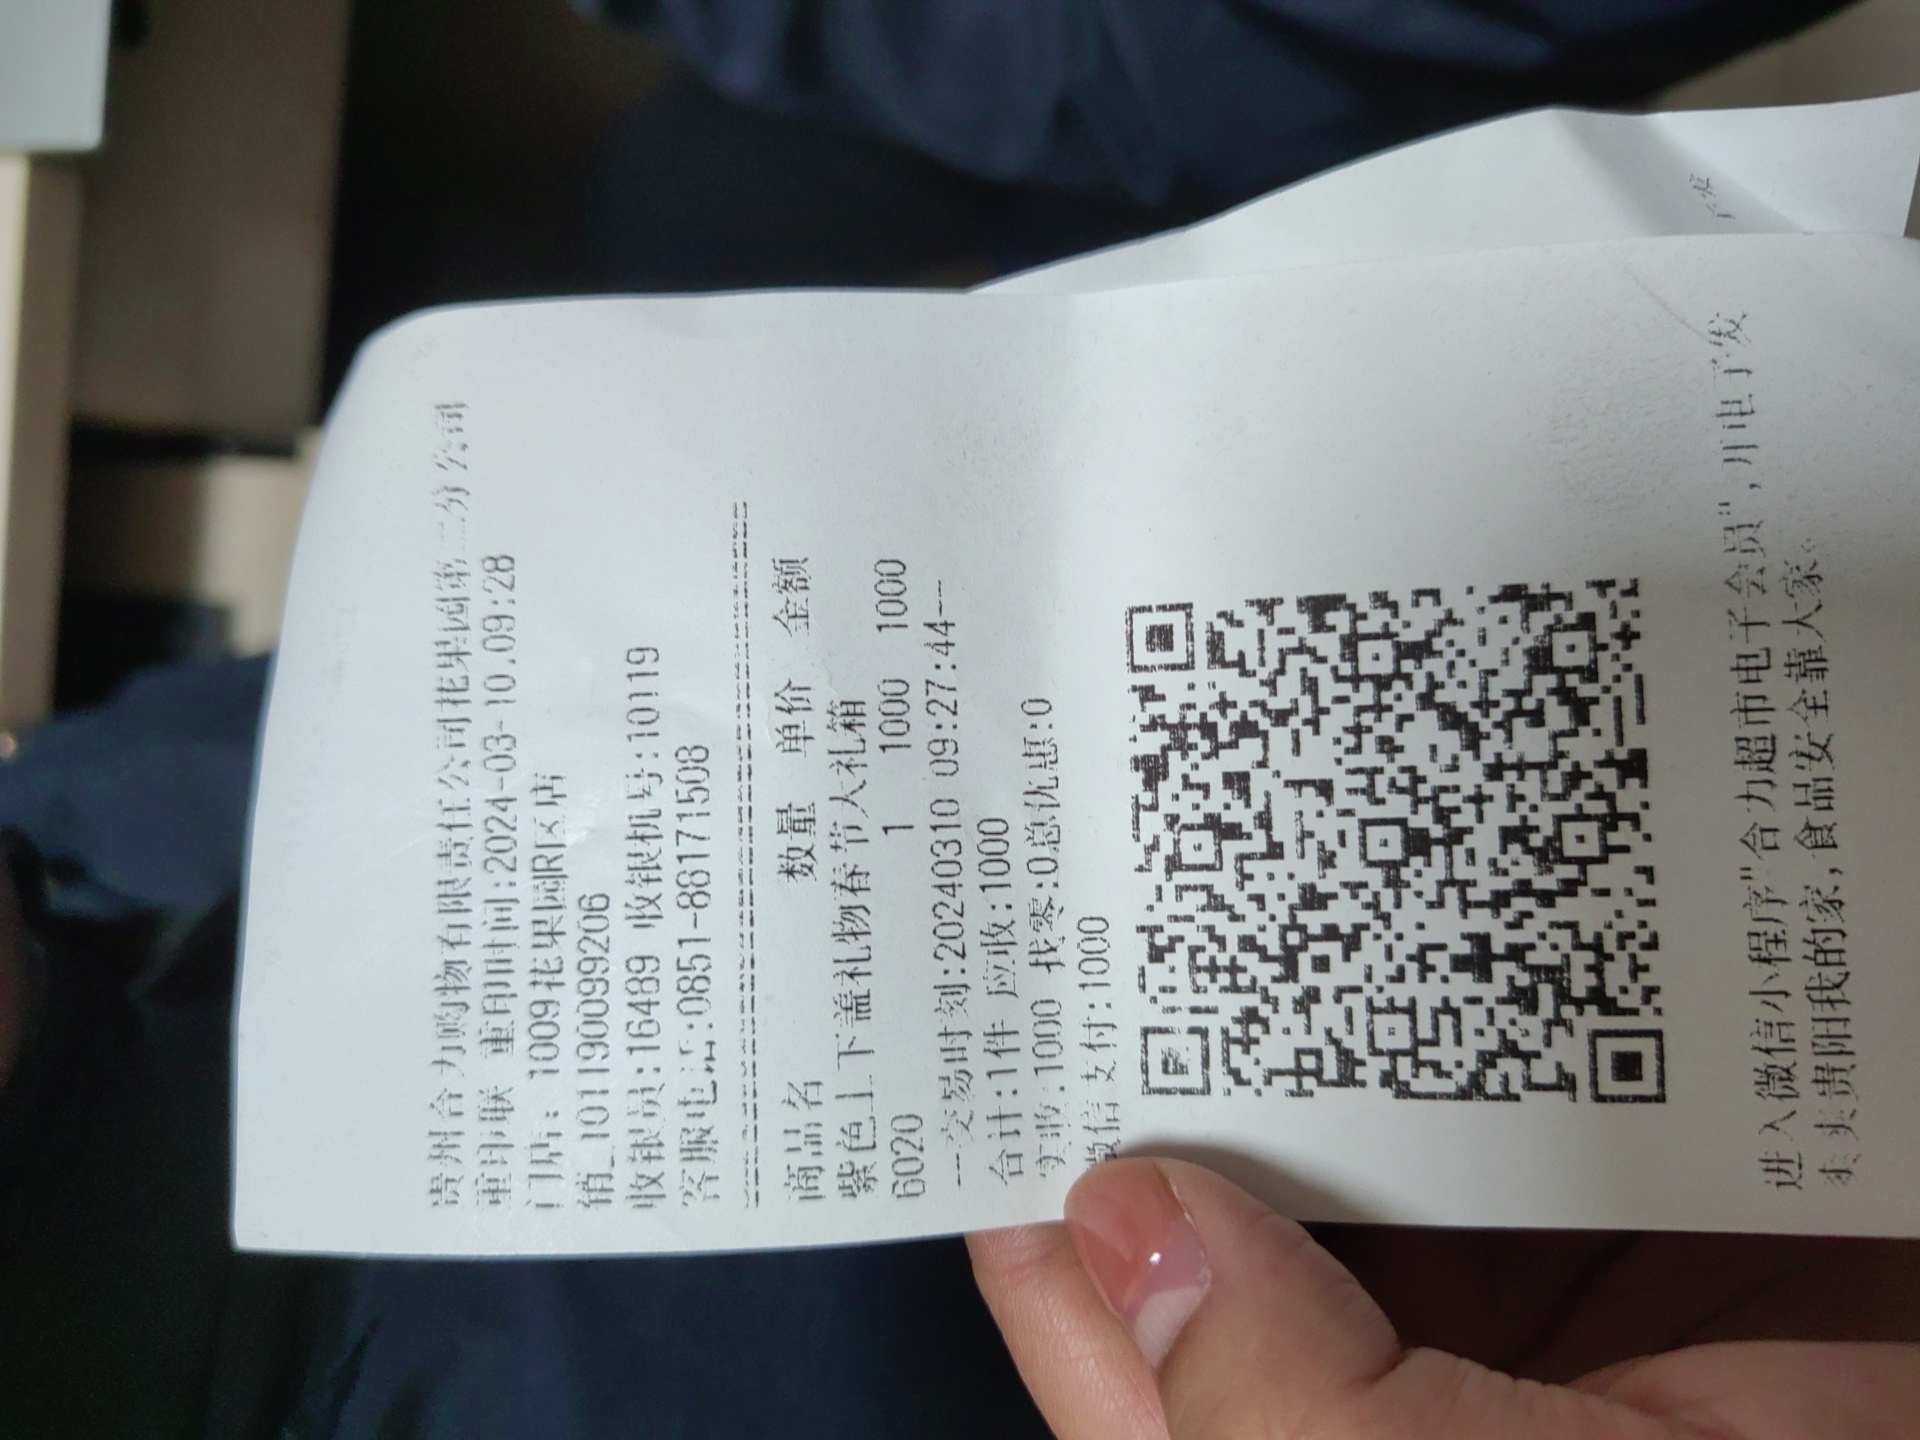 贵州合力购物有限责任公司花果园第二分公司
重印联 重印时间:2024-03-10.09:28
门店: 1009花果园R区店
销_101190099206
收银员:16489 收银机号:10119
客服电话:0851-88171508
商品名 数量 单价 金额
紫色上下盖礼物春节大礼箱
6020 1 1000 1000
---交易时刻:20240310 09:27:44---
合计:1件 应收:1000
实收:1000 找零:0总优惠:0
微信支付:1000
进入微信小程序"合力超市电子会员",开电子发
买卖贵阳我的家,食品安全靠大家